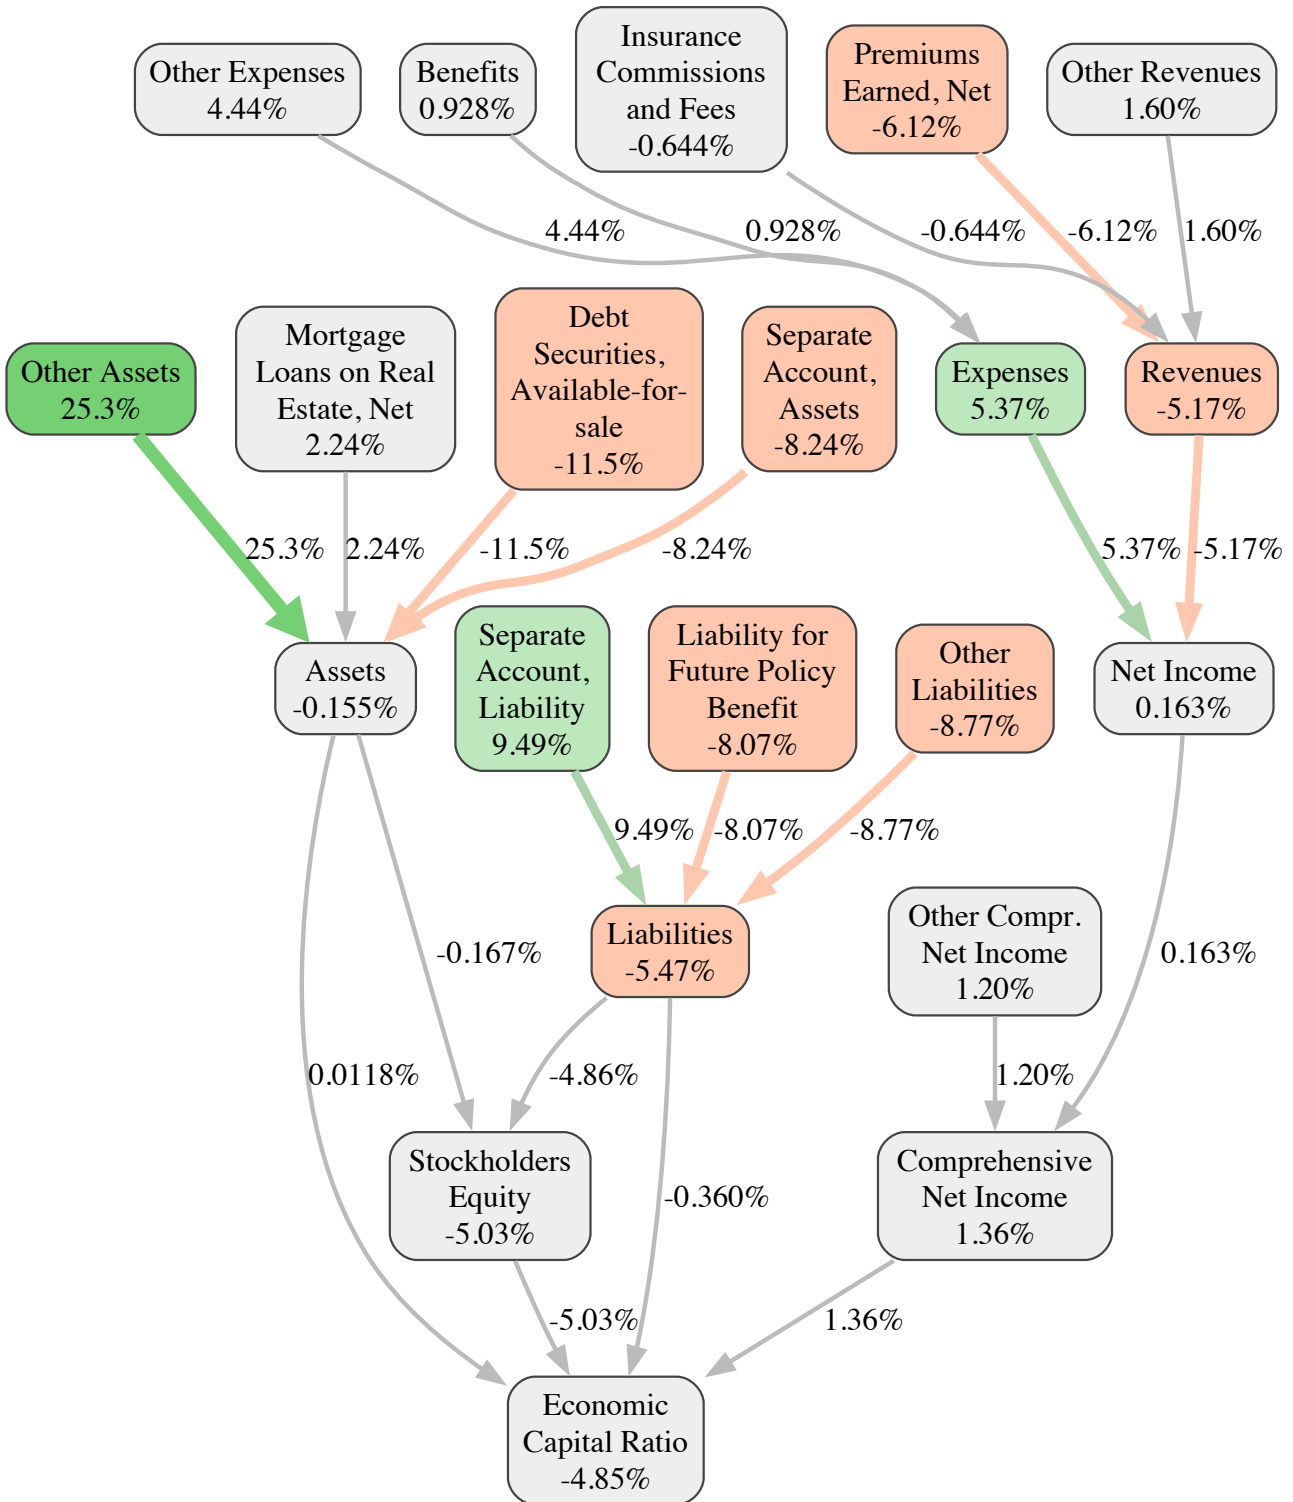 Other Expenses
4.44%
Benefits
0.928%
Insurance
Commissions
and Fees
-0.644%
Premiums
Earned, Net
-6.12%
Other Revenues
1.60%
4.44%
0.928%
-0.644%
-6.12%
1.60%
Other Assets
25.3%
Mortgage
Loans on Real
Estate, Net
2.24%
Debt
Securities,
Available-for-
sale
-11.5%
Separate
Account,
Assets
-8.24%
Expenses
5.37%
Revenues
-5.17%
25.3%
2.24%
-11.5%
-8.24%
5.37%
-5.17%
Assets
-0.155%
Separate
Account,
Liability
9.49%
Liability for
Future Policy
Benefit
-8.07%
Other
Liabilities
-8.77%
Net Income
0.163%
9.49%
-8.07%
-8.77%
Liabilities
-5.47%
Other Compr.
Net Income
1.20%
-0.167%
0.163%
0.0118%
-4.86%
1.20%
Stockholders
Equity
-5.03%
-0.360%
Comprehensive
Net Income
1.36%
-5.03%
1.36%
Economic
Capital Ratio
-4.85%